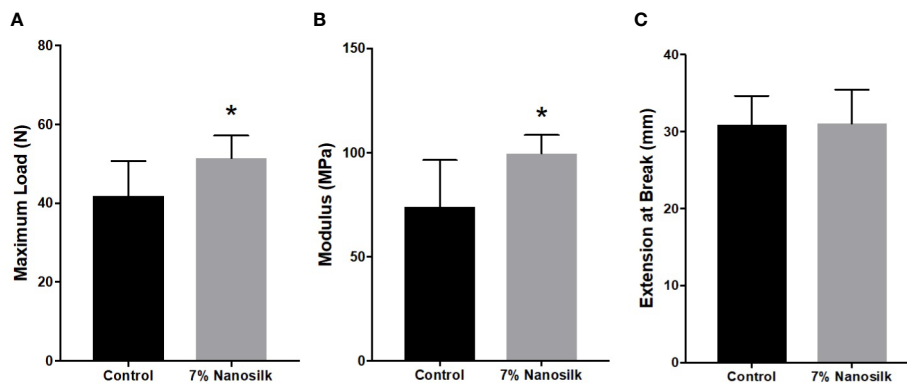 A
Maximum Load (N)
80
60
40
20
0
*
Control
7% Nanosilk
B
Modulus (MPa)
150
100
50
0
*
Control
7% Nanosilk
C
Extension at Break (mm)
40
30
20
10
0
Control
7% Nanosilk